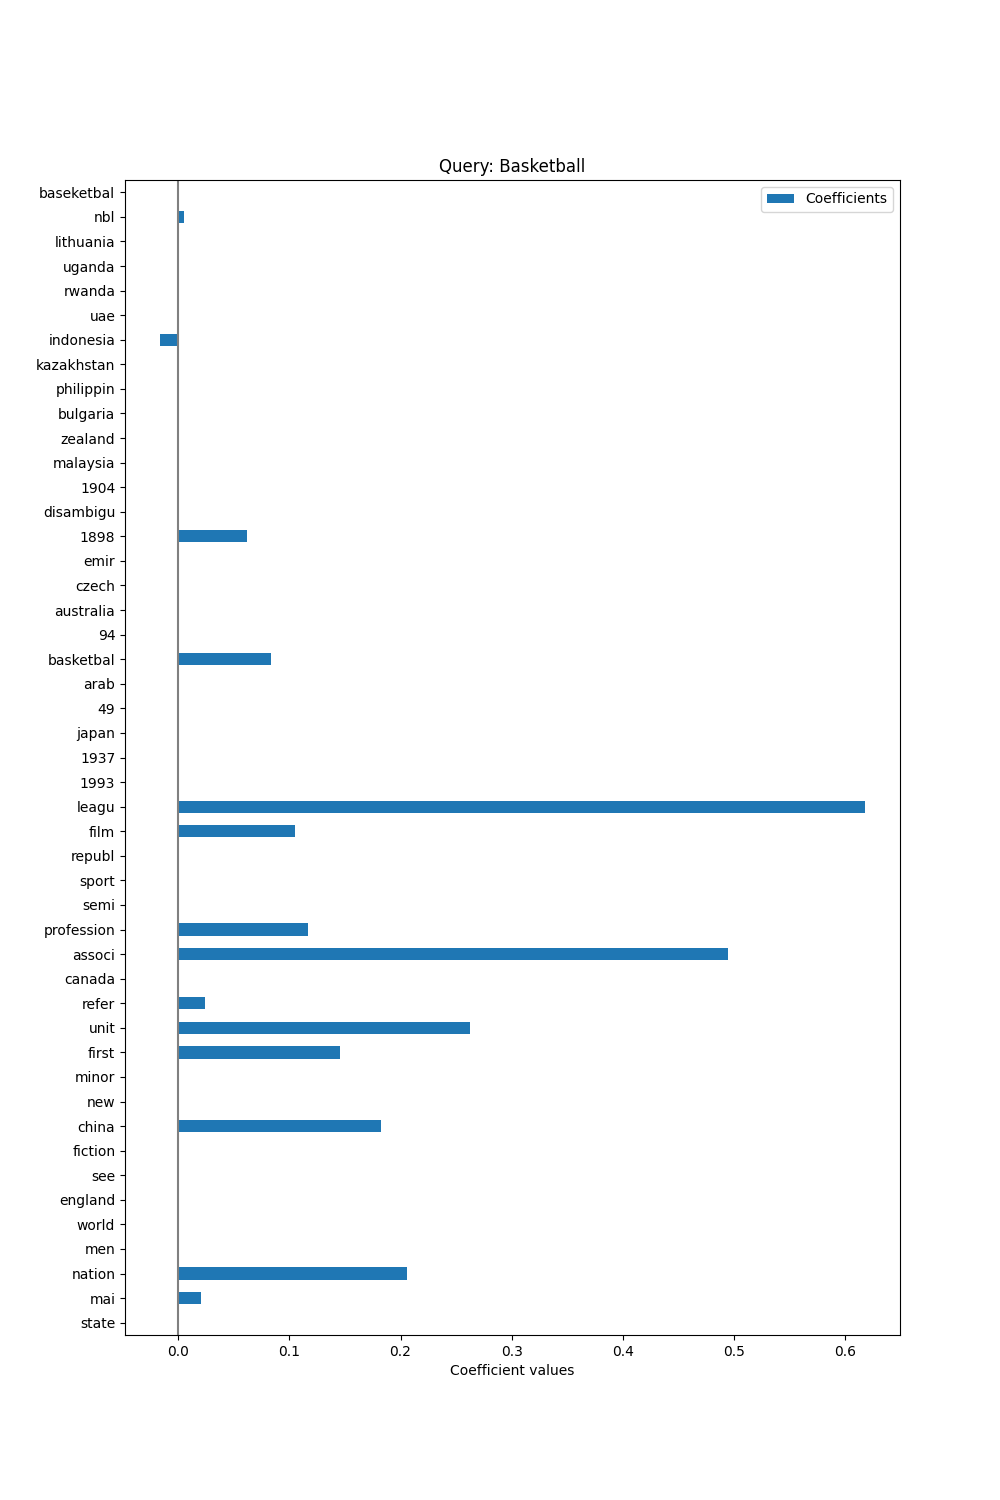 Query: Basketball
Coefficients
baseketbal
nbl
lithuania
uganda
rwanda
uae
indonesia
kazakhstan
philippin
bulgaria
zealand
malaysia
1904
disambigu
1898
emir
czech
australia
94
basketbal
arab
49
japan
1937
1993
leagu
film
republ
sport
semi
profession
associ
canada
refer
unit
first
minor
new
china
fiction
see
england
world
men
nation
mai
state
0.0 0.1 0.2 0.3 0.4 0.5 0.6
Coefficient values